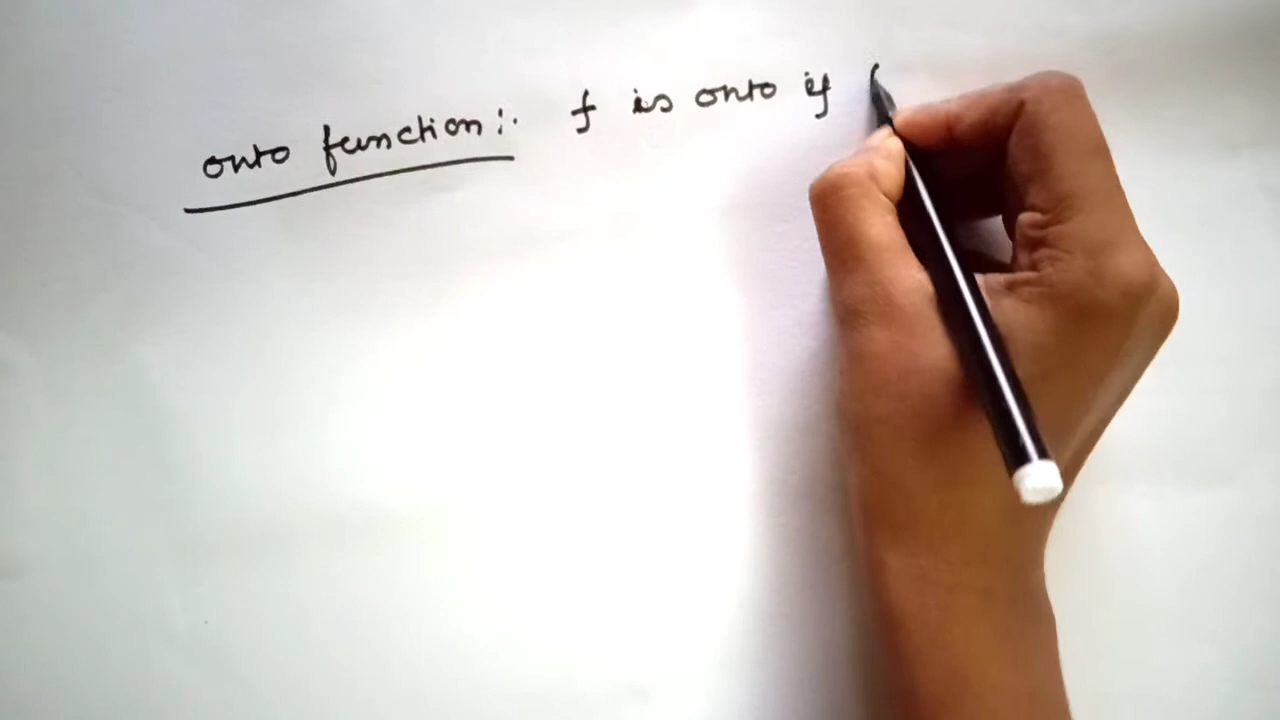 onto function :. f is onto if